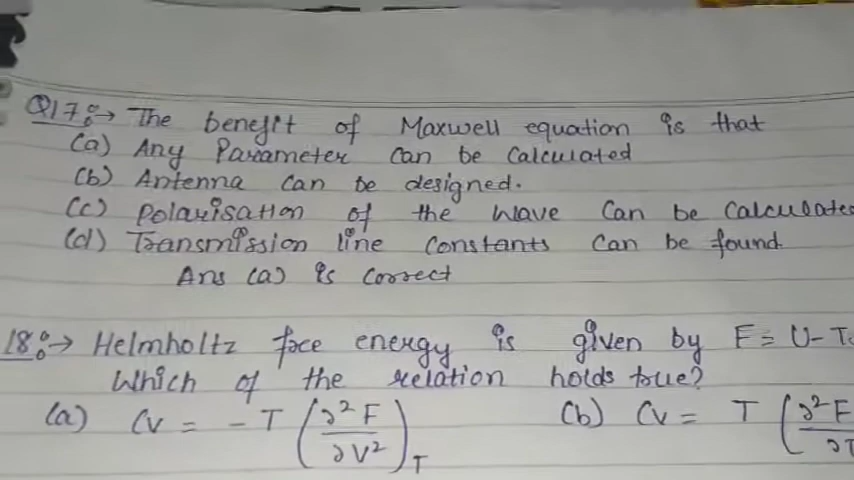 Q17:→ The benefit of Maxwell equation is that
(a) Any Parameter can be calculated
(b) Antenna can be designed.
(c) Polarisation of the wave can be calculated
(d) Transmission line constants can be found
Ans (a) is correct
18:→ Helmholtz free energy is given by F = U - T
Which of the relation holds true?
(a) Cv = - T (∂²F/∂V²)T (b) Cv = T (∂²F/∂T